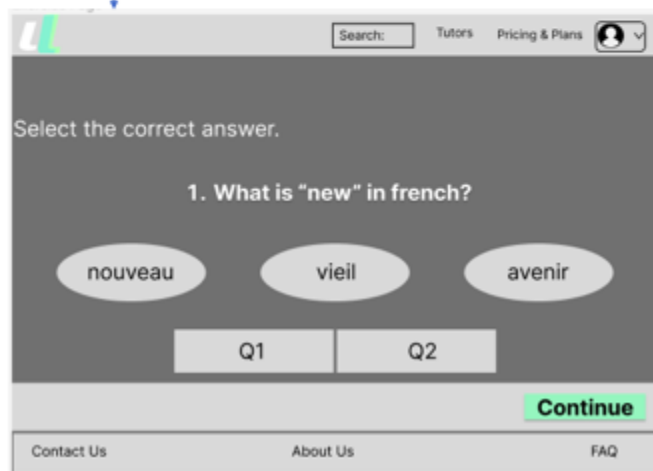 Search: Tutors Pricing & Plans
Select the correct answer.
1. What is “new” in french?
nouveau vieil avenir
Q1 Q2
Continue
Contact Us About Us FAQ